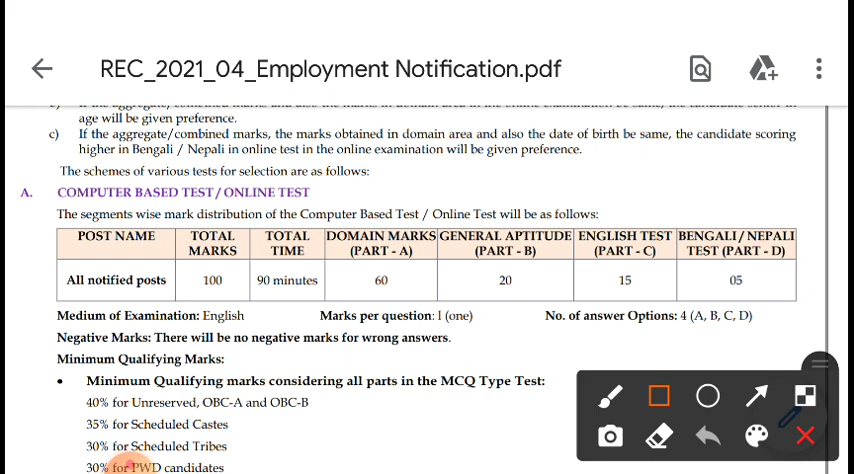 REC_2021_04_Employment Notification.pdf
age will be given preference.
c) If the aggregate/combined marks, the marks obtained in domain area and also the date of birth be same, the candidate scoring
higher in Bengali / Nepali in online test in the online examination will be given preference.
The schemes of various tests for selection are as follows:
A. COMPUTER BASED TEST / ONLINE TEST
The segments wise mark distribution of the Computer Based Test / Online Test will be as follows:
POST NAME TOTAL MARKS TOTAL TIME DOMAIN MARKS (PART - A) GENERAL APTITUDE (PART - B) ENGLISH TEST (PART - C) BENGALI / NEPALI TEST (PART - D)
All notified posts 100 90 minutes 60 20 15 05
Medium of Examination: English Marks per question: 1 (one) No. of answer Options: 4 (A, B, C, D)
Negative Marks: There will be no negative marks for wrong answers.
Minimum Qualifying Marks:
• Minimum Qualifying marks considering all parts in the MCQ Type Test:
40% for Unreserved, OBC-A and OBC-B
35% for Scheduled Castes
30% for Scheduled Tribes
30% for PWD candidates